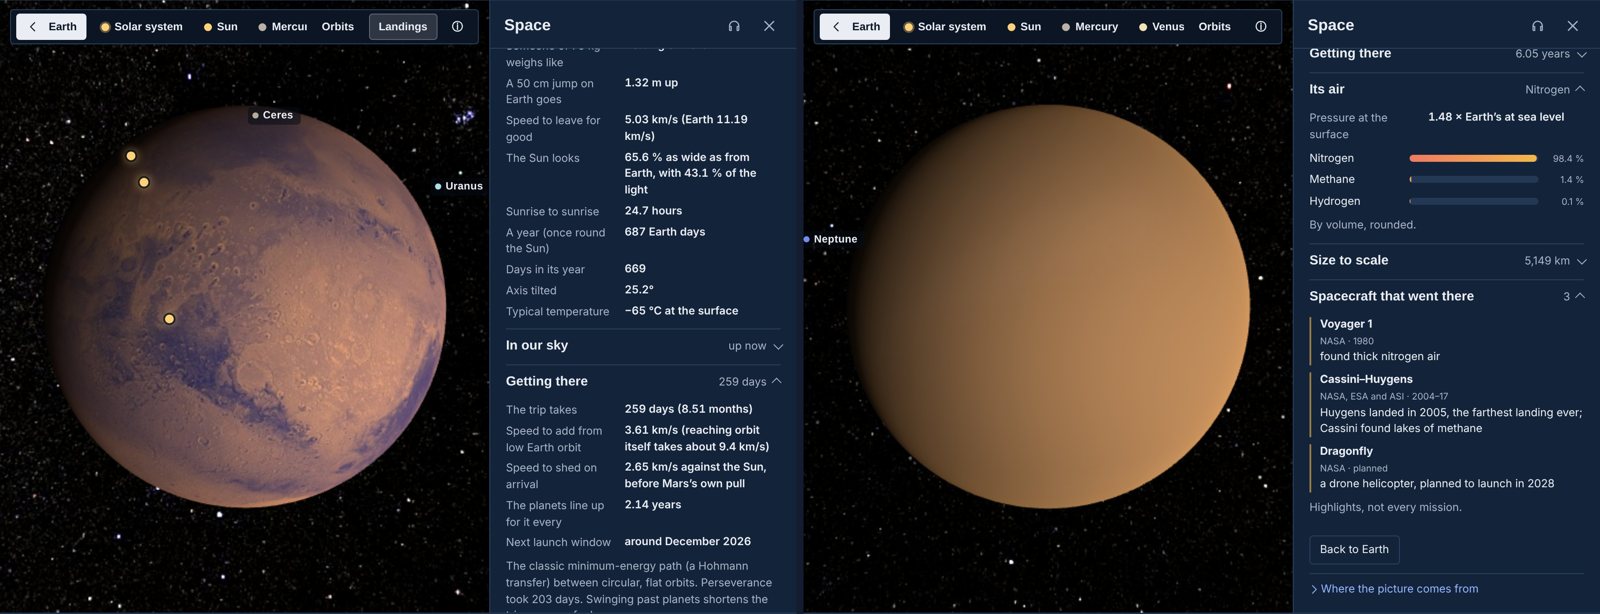 Earth
Solar system
Sun
Mercu
Orbits
Landings
Ceres
Uranus
Space
weighs like
A 50 cm jump on Earth goes
1.32 m up
Speed to leave for good
5.03 km/s (Earth 11.19 km/s)
The Sun looks
65.6 % as wide as from Earth, with 43.1 % of the light
Sunrise to sunrise
24.7 hours
A year (once round the Sun)
687 Earth days
Days in its year
669
Axis tilted
25.2°
Typical temperature
−65 °C at the surface
In our sky
up now
Getting there
259 days
The trip takes
259 days (8.51 months)
Speed to add from low Earth orbit
3.61 km/s (reaching orbit itself takes about 9.4 km/s)
Speed to shed on arrival
2.65 km/s against the Sun, before Mars’s own pull
The planets line up for it every
2.14 years
Next launch window
around December 2026
The classic minimum-energy path (a Hohmann
transfer) between circular, flat orbits. Perseverance
took 203 days. Swinging past planets shortens the
Earth
Solar system
Sun
Mercury
Venus
Orbits
Neptune
Space
Getting there
6.05 years
Its air
Nitrogen
Pressure at the surface
1.48 × Earth’s at sea level
Nitrogen
98.4 %
Methane
1.4 %
Hydrogen
0.1 %
By volume, rounded.
Size to scale
5,149 km
Spacecraft that went there
3
Voyager 1
NASA · 1980
found thick nitrogen air
Cassini–Huygens
NASA, ESA and ASI · 2004–17
Huygens landed in 2005, the farthest landing ever;
Cassini found lakes of methane
Dragonfly
NASA · planned
a drone helicopter, planned to launch in 2028
Highlights, not every mission.
Back to Earth
Where the picture comes from